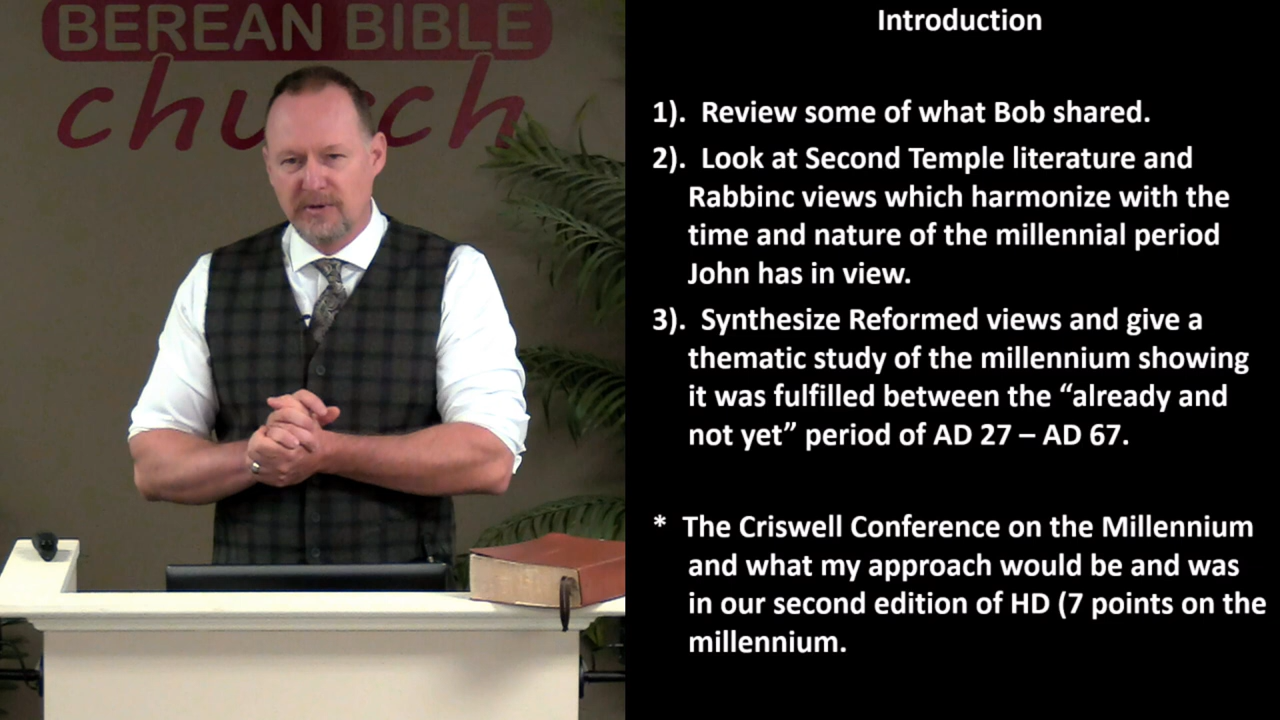 BEREAN BIBLE
church
Introduction
1). Review some of what Bob shared.
2). Look at Second Temple literature and
Rabbinc views which harmonize with the
time and nature of the millennial period
John has in view.
3). Synthesize Reformed views and give a
thematic study of the millennium showing
it was fulfilled between the “already and
not yet” period of AD 27 – AD 67.
* The Criswell Conference on the Millennium
and what my approach would be and was
in our second edition of HD (7 points on the
millennium.